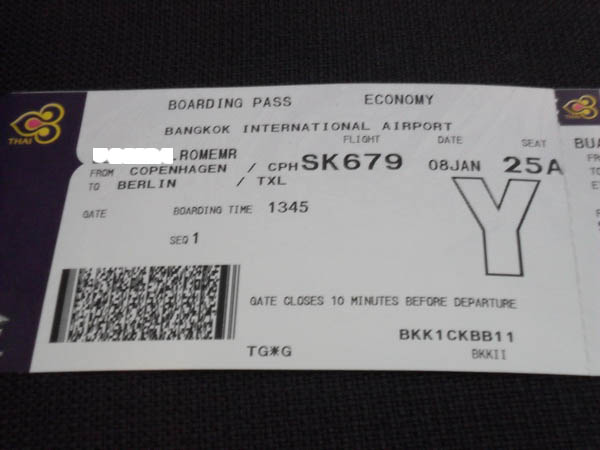 BOARDING PASS ECONOMY
BANGKOK INTERNATIONAL AIRPORT
FLIGHT DATE SEAT
LROMEMR
FROM COPENHAGEN / CPH SK679 08JAN 25A
TO BERLIN / TXL
GATE BOARDING TIME 1345
Y
SEQ 1
GATE CLOSES 10 MINUTES BEFORE DEPARTURE
BKK1CKBB11
TG*G BKKII
THAI